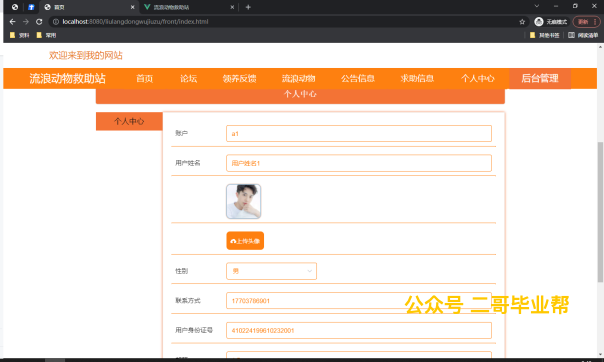 首页
流浪动物救助站
localhost:8080/liulangdongwujiuzu/front/index.html
无痕模式
更新
资料
常用
其他书签
阅读清单
欢迎来到我的网站
流浪动物救助站
首页
论坛
领养反馈
流浪动物
公告信息
求助信息
个人中心
后台管理
个人中心
个人中心
账户
a1
用户姓名
用户姓名1
上传头像
性别
男
联系方式
17703786901
公众号 二哥毕业帮
用户身份证号
410224199610232001